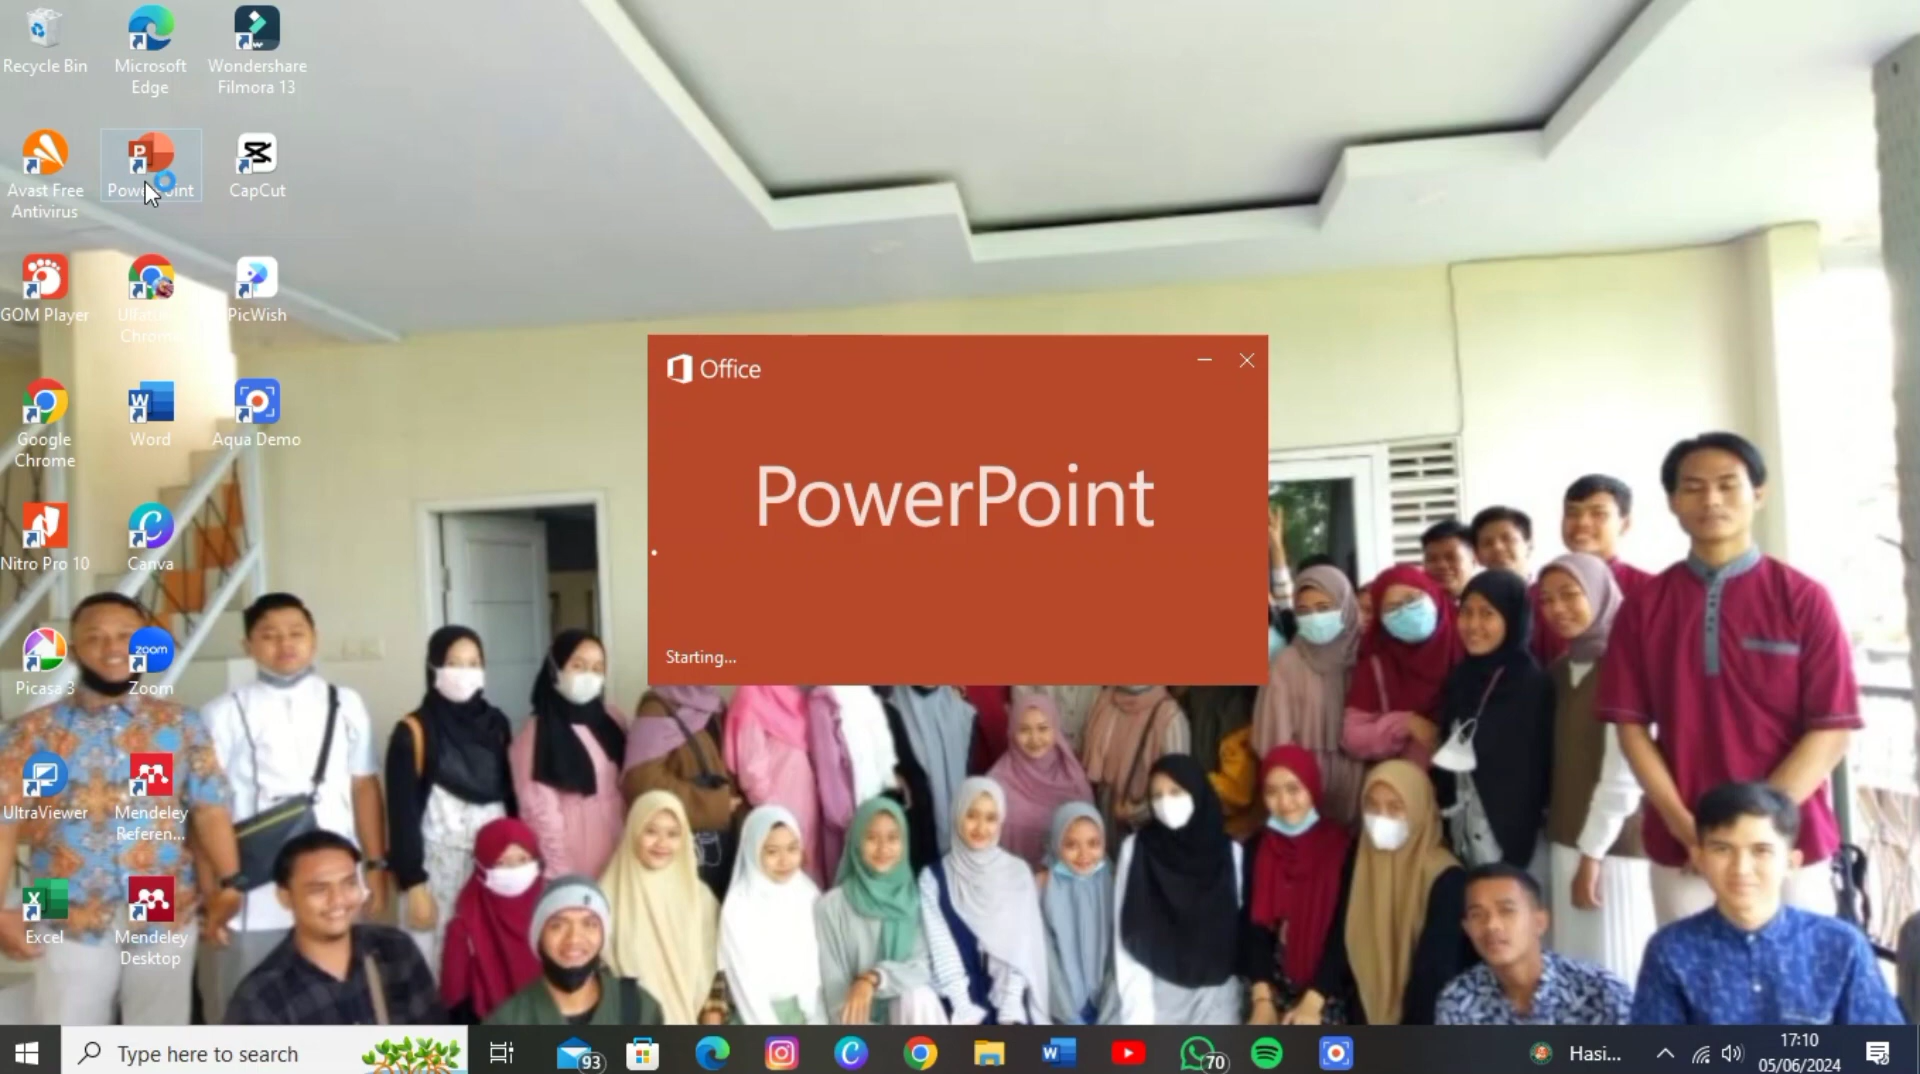 Recycle Bin
Microsoft
Edge
Wondershare
Filmora 13
Avast Free
Antivirus
CapCut
GOM Player
PicWish
Google
Chrome
Word
Aqua Demo
Nitro Pro 10
Canva
Picasa 3
zoom
Zoom
UltraViewer
Mendeley
Referen...
Excel
Mendeley
Desktop
Office
PowerPoint
Starting...
Type here to search
93
70
Hasi...
17:10
05/06/2024